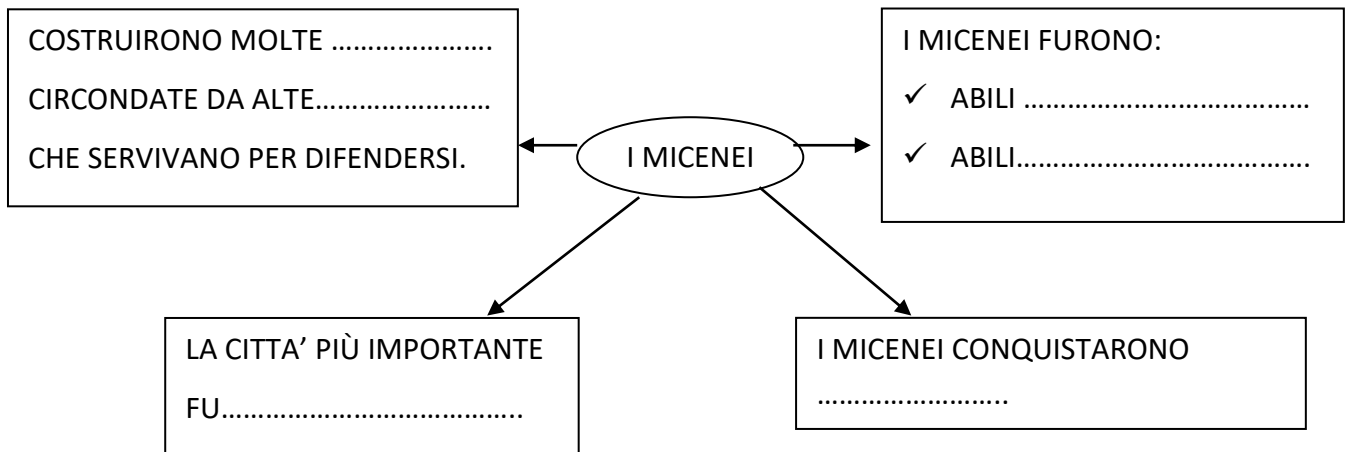 COSTRUIRONO MOLTE ………………….
CIRCONDATE DA ALTE……………………
CHE SERVIVANO PER DIFENDERSI.
I MICENEI
I MICENEI FURONO:
✓ ABILI …………………………………
✓ ABILI………………………………….
LA CITTA’ PIÙ IMPORTANTE
FU…………………………………..
I MICENEI CONQUISTARONO
……………………..